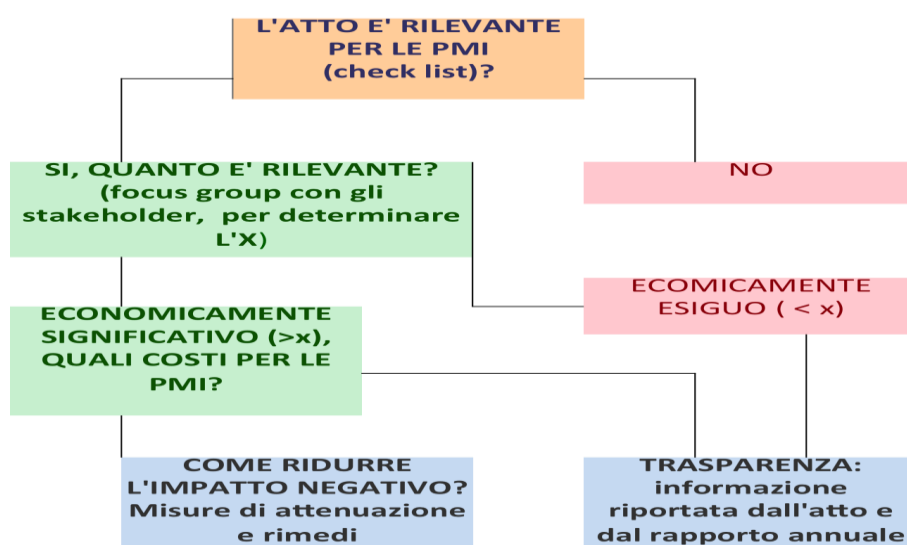 L'ATTO E' RILEVANTE
PER LE PMI
(check list)?
SI, QUANTO E' RILEVANTE?
(focus group con gli
stakeholder, per determinare
L'X)
NO
ECOMICAMENTE
ESIGUO ( < x)
ECONOMICAMENTE
SIGNIFICATIVO (>x),
QUALI COSTI PER LE
PMI?
COME RIDURRE
L'IMPATTO NEGATIVO?
Misure di attenuazione
e rimedi
TRASPARENZA:
informazione
riportata dall'atto e
dal rapporto annuale